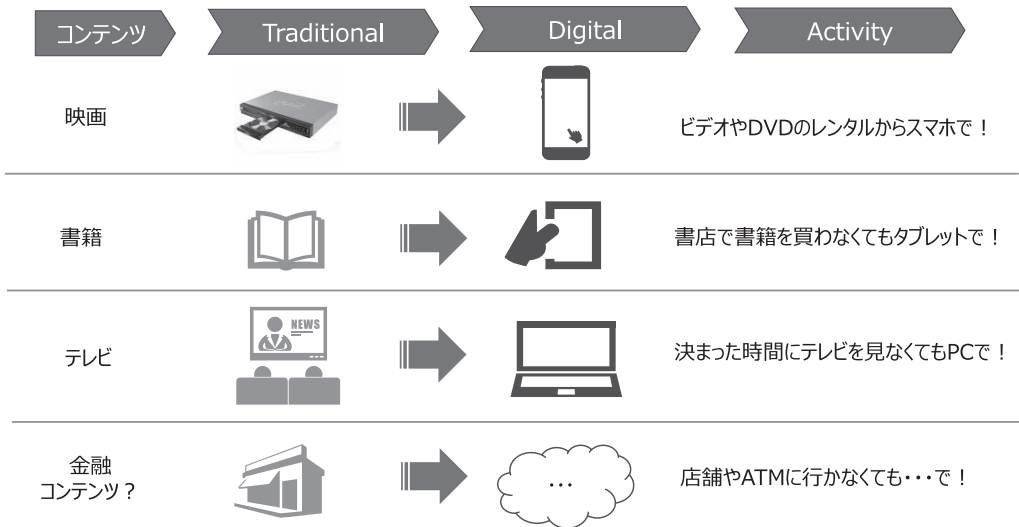 コンテンツ
Traditional
Digital
Activity
映画
ビデオやDVDのレンタルからスマホで！
書籍
書店で書籍を買わなくてもタブレットで！
NEWS
テレビ
決まった時間にテレビを見なくてもPCで！
金融
コンテンツ？
…
店舗やATMに行かなくても・・・で！